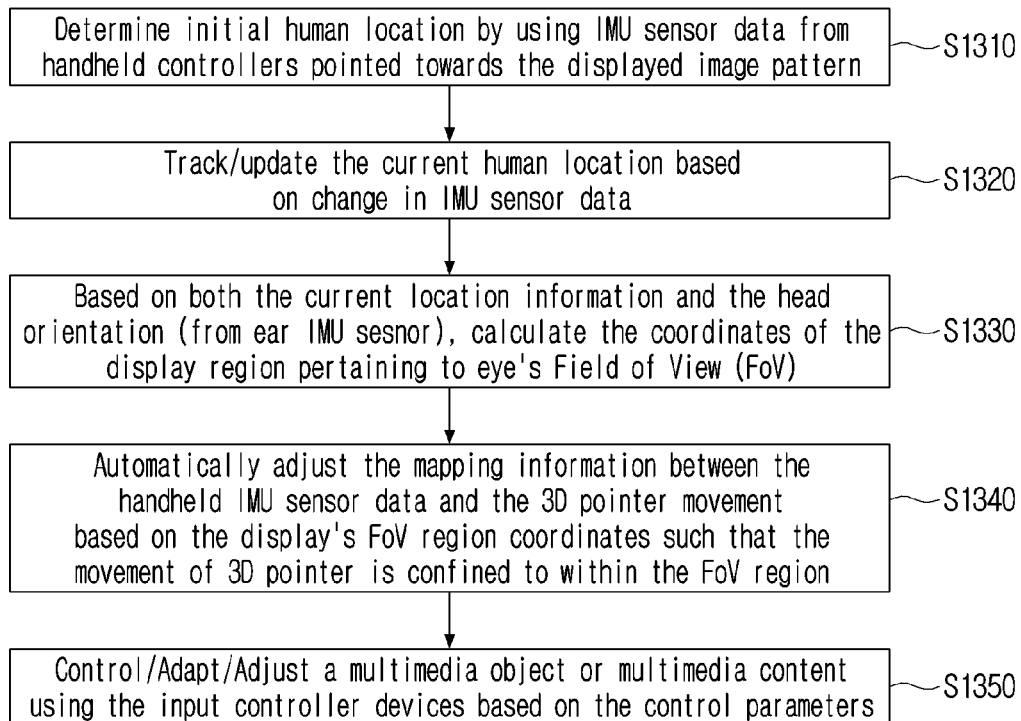 Determine initial human location by using IMU sensor data from
handheld controllers pointed towards the displayed image pattern
S1310
Track/update the current human location based
on change in IMU sensor data
S1320
Based on both the current location information and the head
orientation (from ear IMU sesnor), calculate the coordinates of the
display region pertaining to eye's Field of View (FoV)
S1330
Automatically adjust the mapping information between the
handheld IMU sensor data and the 3D pointer movement
based on the display's FoV region coordinates such that the
movement of 3D pointer is confined to within the FoV region
S1340
Control/Adapt/Adjust a multimedia object or multimedia content
using the input controller devices based on the control parameters
S1350